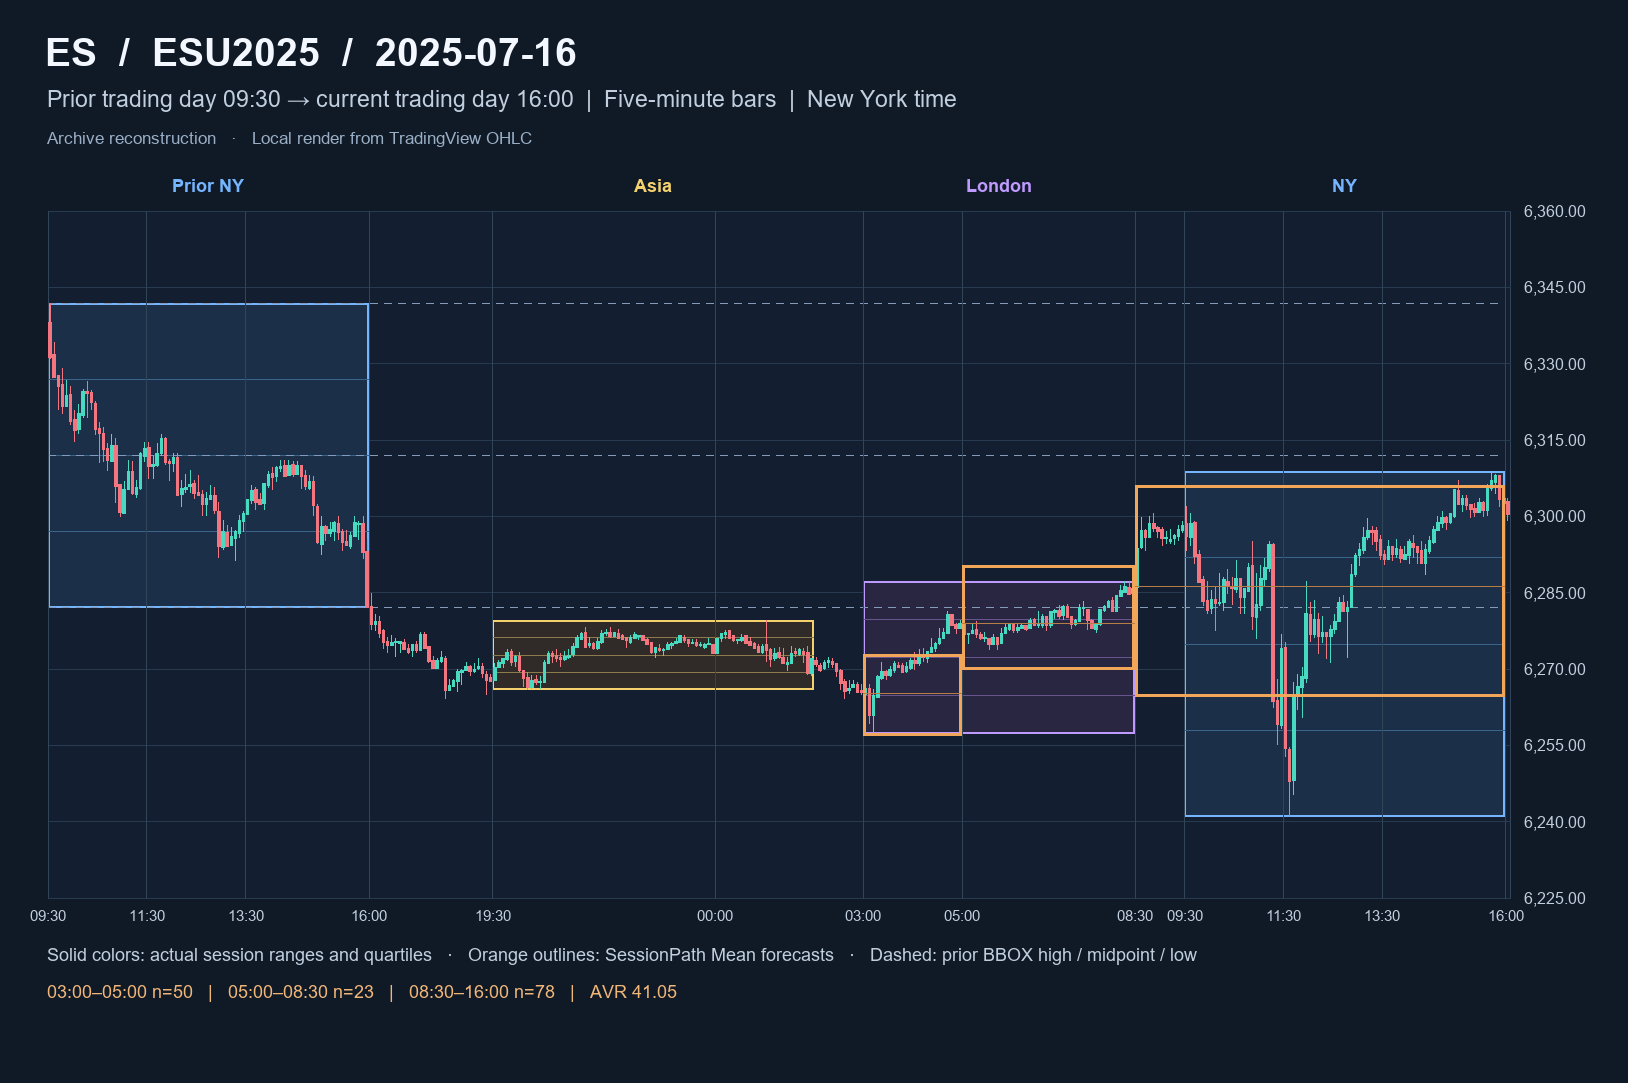 ES / ESU2025 / 2025-07-16
Prior trading day 09:30 → current trading day 16:00 | Five-minute bars | New York time
Archive reconstruction · Local render from TradingView OHLC
Prior NY Asia London NY
6,360.00
6,345.00
6,330.00
6,315.00
6,300.00
6,285.00
6,270.00
6,255.00
6,240.00
6,225.00
09:30 11:30 13:30 16:00 19:30 00:00 03:00 05:00 08:30 09:30 11:30 13:30 16:00
Solid colors: actual session ranges and quartiles · Orange outlines: SessionPath Mean forecasts · Dashed: prior BBOX high / midpoint / low
03:00–05:00 n=50 | 05:00–08:30 n=23 | 08:30–16:00 n=78 | AVR 41.05